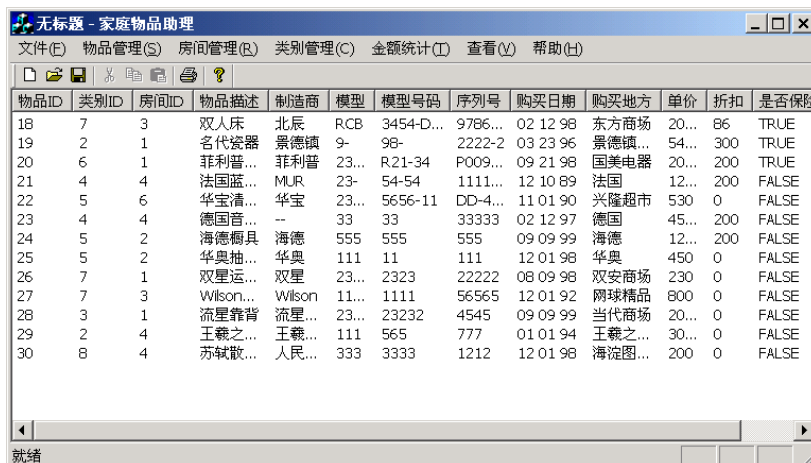 无标题 - 家庭物品助理
文件(F) 物品管理(S) 房间管理(R) 类别管理(C) 金额统计(T) 查看(V) 帮助(H)
物品ID 类别ID 房间ID 物品描述 制造商 模型 模型号码 序列号 购买日期 购买地方 单价 折扣 是否保险
18 7 3 双人床 北辰 RCB 3454-D... 9786... 02 12 98 东方商场 20... 86 TRUE
19 2 1 名代瓷器 景德镇 9- 98- 2222-2 03 23 96 景德镇... 54... 300 TRUE
20 6 1 菲利普... 菲利普 23... R21-34 P009... 09 21 98 国美电器 20... 200 TRUE
21 4 4 法国蓝... MUR 23- 54-54 1111... 12 10 89 法国 12... 200 FALSE
22 5 6 华宝清... 华宝 23... 5656-11 DD-4... 11 01 90 兴隆超市 530 0 FALSE
23 4 4 德国音... -- 33 33 33333 02 12 97 德国 45... 200 FALSE
24 5 2 海德橱具 海德 555 555 555 09 09 99 海德 12... 200 FALSE
25 5 2 华奥抽... 华奥 111 11 111 12 01 98 华奥 450 0 FALSE
26 7 1 双星运... 双星 23... 2323 22222 08 09 98 双安商场 230 0 FALSE
27 7 3 Wilson... Wilson 11... 1111 56565 12 01 92 网球精品 800 0 FALSE
28 3 1 流星靠背 流星... 23... 23232 4545 09 09 99 当代商场 20... 0 FALSE
29 2 4 王羲之... 王羲... 111 565 777 01 01 94 王羲之... 30... 0 FALSE
30 8 4 苏轼散... 人民... 333 3333 1212 12 01 98 海淀图... 200 0 FALSE
就绪